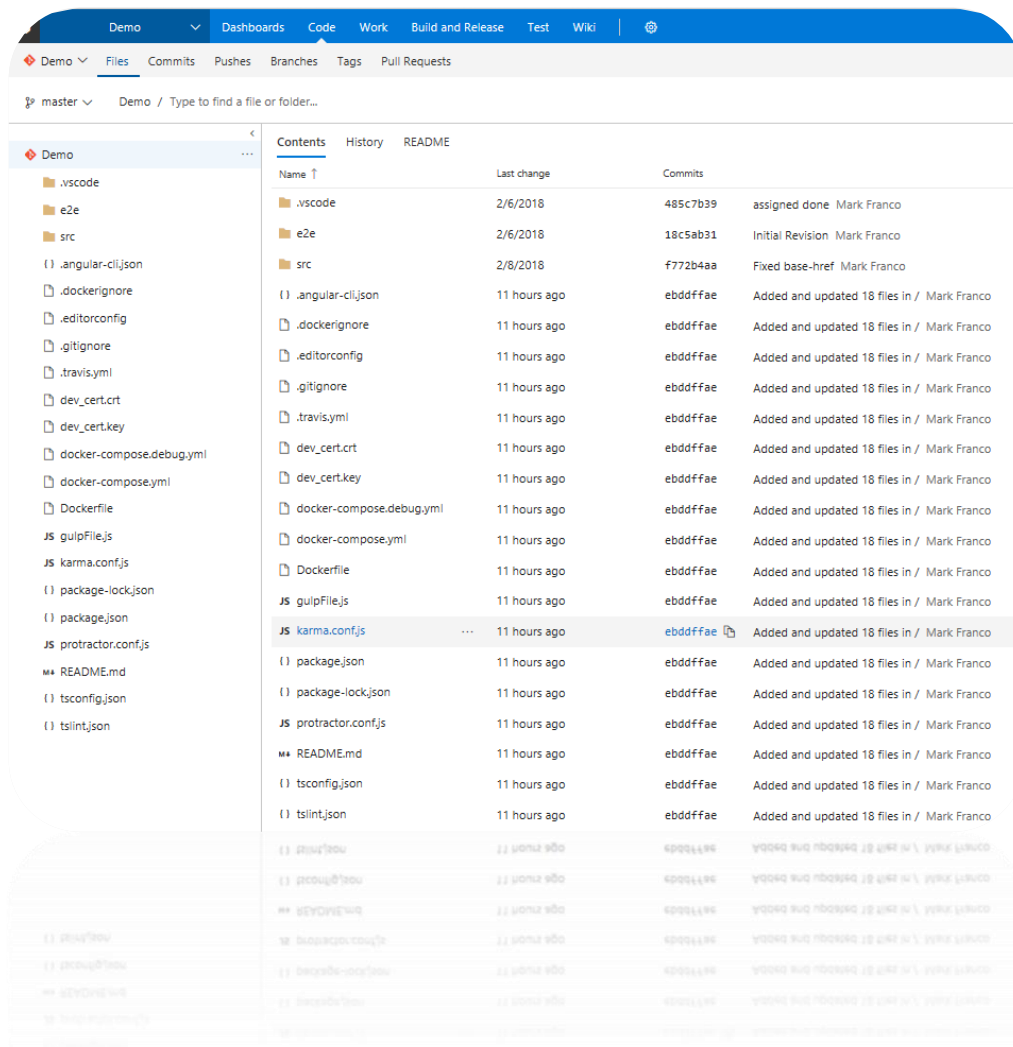 Demo Dashboards Code Work Build and Release Test Wiki
Demo Files Commits Pushes Branches Tags Pull Requests
master Demo / Type to find a file or folder...
Demo
.vscode
e2e
src
.angular-cli.json
.dockerignore
.editorconfig
.gitignore
.travis.yml
dev_cert.crt
dev_cert.key
docker-compose.debug.yml
docker-compose.yml
Dockerfile
JS gulpFile.js
JS karma.conf.js
package-lock.json
package.json
JS protractor.conf.js
README.md
tsconfig.json
tslint.json
Contents History README
Name Last change Commits
.vscode 2/6/2018 485c7b39 assigned done Mark Franco
e2e 2/6/2018 18c5ab31 Initial Revision Mark Franco
src 2/8/2018 f772b4aa Fixed base-href Mark Franco
{ } .angular-cli.json 11 hours ago ebddffae Added and updated 18 files in / Mark Franco
.dockerignore 11 hours ago ebddffae Added and updated 18 files in / Mark Franco
.editorconfig 11 hours ago ebddffae Added and updated 18 files in / Mark Franco
.gitignore 11 hours ago ebddffae Added and updated 18 files in / Mark Franco
.travis.yml 11 hours ago ebddffae Added and updated 18 files in / Mark Franco
dev_cert.crt 11 hours ago ebddffae Added and updated 18 files in / Mark Franco
dev_cert.key 11 hours ago ebddffae Added and updated 18 files in / Mark Franco
docker-compose.debug.yml 11 hours ago ebddffae Added and updated 18 files in / Mark Franco
docker-compose.yml 11 hours ago ebddffae Added and updated 18 files in / Mark Franco
Dockerfile 11 hours ago ebddffae Added and updated 18 files in / Mark Franco
JS gulpFile.js 11 hours ago ebddffae Added and updated 18 files in / Mark Franco
JS karma.conf.js ... 11 hours ago ebddffae Added and updated 18 files in / Mark Franco
{ } package.json 11 hours ago ebddffae Added and updated 18 files in / Mark Franco
{ } package-lock.json 11 hours ago ebddffae Added and updated 18 files in / Mark Franco
JS protractor.conf.js 11 hours ago ebddffae Added and updated 18 files in / Mark Franco
README.md 11 hours ago ebddffae Added and updated 18 files in / Mark Franco
{ } tsconfig.json 11 hours ago ebddffae Added and updated 18 files in / Mark Franco
{ } tslint.json 11 hours ago ebddffae Added and updated 18 files in / Mark Franco